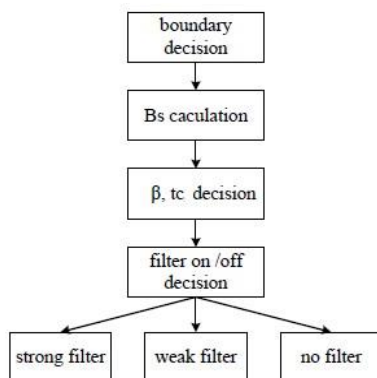 boundary
decision
Bs caculation
β, tc decision
filter on /off
decision
strong filter
weak filter
no filter